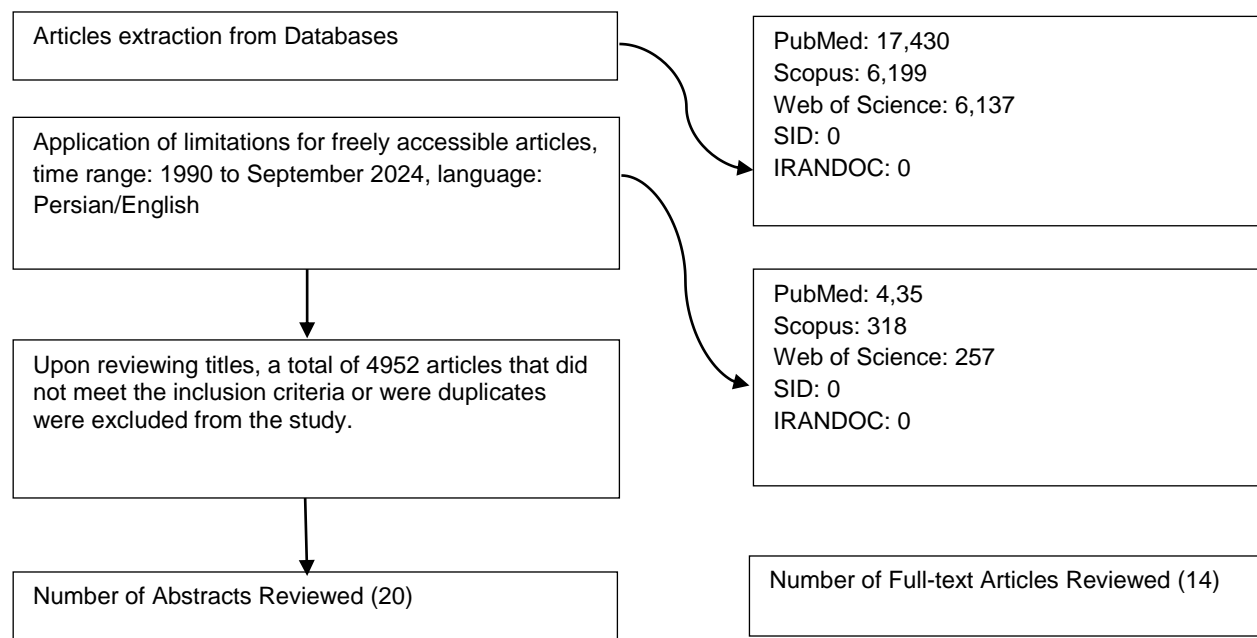 Articles extraction from Databases
PubMed: 17,430
Scopus: 6,199
Web of Science: 6,137
SID: 0
IRANDOC: 0
Application of limitations for freely accessible articles,
time range: 1990 to September 2024, language:
Persian/English
PubMed: 4,35
Scopus: 318
Web of Science: 257
SID: 0
IRANDOC: 0
Upon reviewing titles, a total of 4952 articles that did
not meet the inclusion criteria or were duplicates
were excluded from the study.
Number of Abstracts Reviewed (20)
Number of Full-text Articles Reviewed (14)